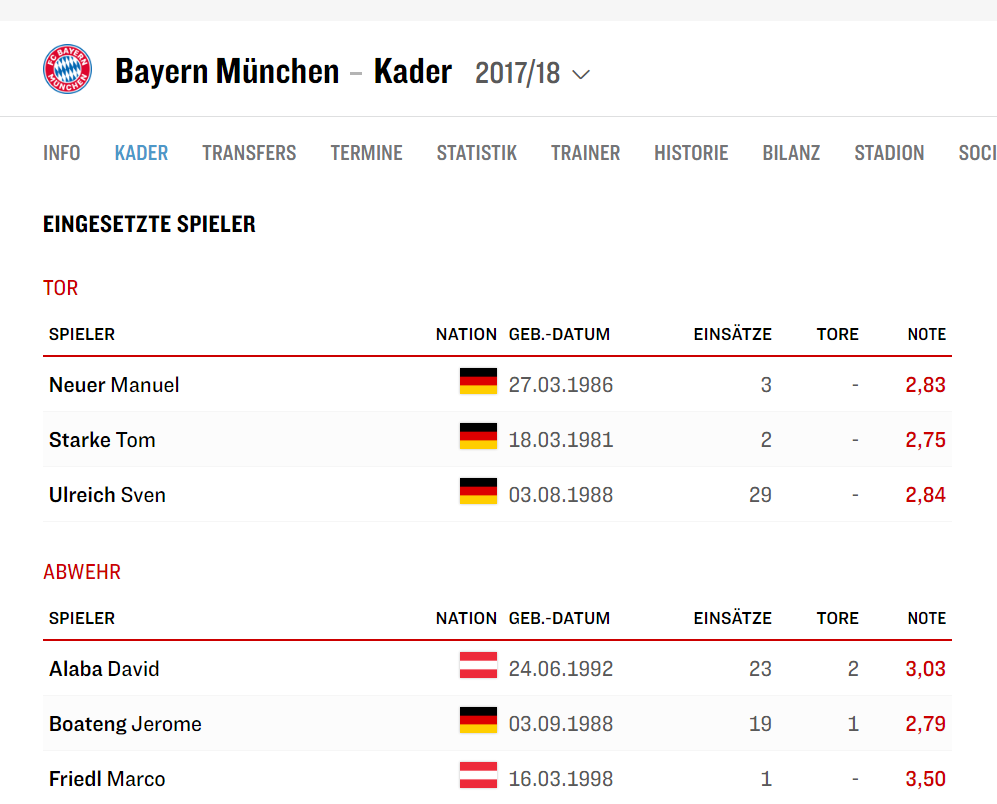 FC BAYERN
MÜNCHEN
Bayern München – Kader 2017/18
INFO KADER TRANSFERS TERMINE STATISTIK TRAINER HISTORIE BILANZ STADION SOCI
EINGESETZTE SPIELER
TOR
SPIELER NATION GEB.-DATUM EINSÄTZE TORE NOTE
Neuer Manuel 27.03.1986 3 - 2,83
Starke Tom 18.03.1981 2 - 2,75
Ulreich Sven 03.08.1988 29 - 2,84
ABWEHR
SPIELER NATION GEB.-DATUM EINSÄTZE TORE NOTE
Alaba David 24.06.1992 23 2 3,03
Boateng Jerome 03.09.1988 19 1 2,79
Friedl Marco 16.03.1998 1 - 3,50